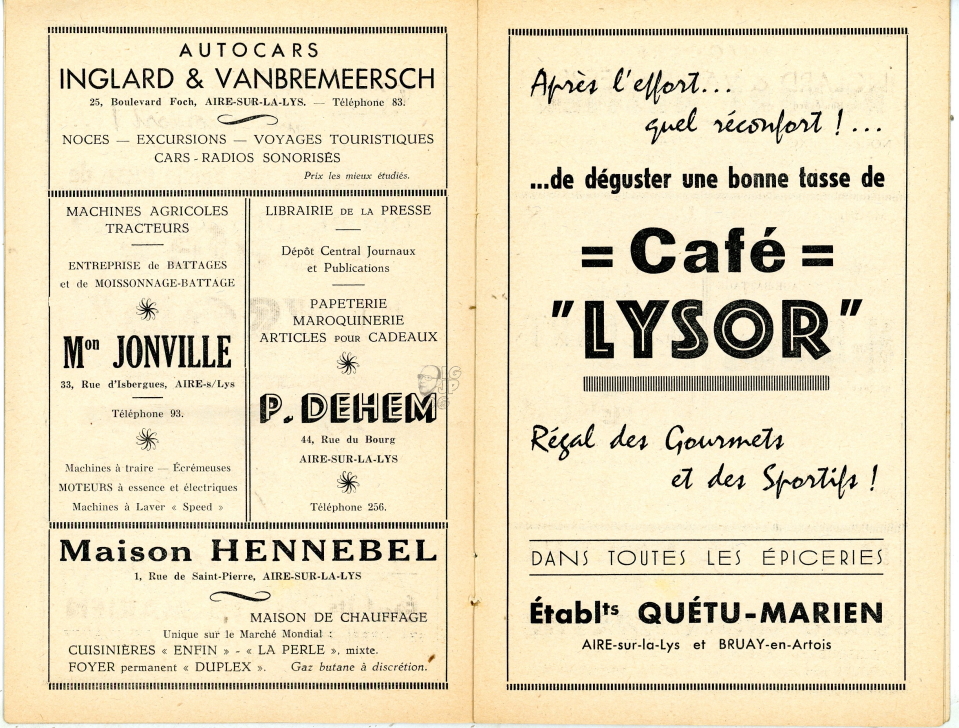 AUTOCARS
INGLARD & VANBREMEERSCH
25, Boulevard Foch, AIRE-SUR-LA-LYS. — Téléphone 83.
NOCES — EXCURSIONS — VOYAGES TOURISTIQUES
CARS - RADIOS SONORISÉS
Prix les mieux étudiés.
MACHINES AGRICOLES
TRACTEURS
ENTREPRISE de BATTAGES
et de MOISSONNAGE-BATTAGE
Mon JONVILLE
33, Rue d'Isbergues, AIRE-s/Lys
Téléphone 93.
Machines à traire — Écrémeuses
MOTEURS à essence et électriques
Machines à Laver « Speed »
LIBRAIRIE DE LA PRESSE
Dépôt Central Journaux
et Publications
PAPETERIE
MAROQUINERIE
ARTICLES POUR CADEAUX
P. DEHEM
44, Rue du Bourg
AIRE-SUR-LA-LYS
Téléphone 256.
Maison HENNEBEL
1, Rue de Saint-Pierre, AIRE-SUR-LA-LYS
MAISON DE CHAUFFAGE
Unique sur le Marché Mondial :
CUISINIÈRES « ENFIN » - « LA PERLE », mixte.
FOYER permanent « DUPLEX ». Gaz butane à discrétion.
Après l'effort...
quel réconfort !...
...de déguster une bonne tasse de
= Café =
"LYSOR"
Régal des Gourmets
et des Sportifs !
DANS TOUTES LES ÉPICERIES
Établts QUÉTU-MARIEN
AIRE-sur-la-Lys et BRUAY-en-Artois